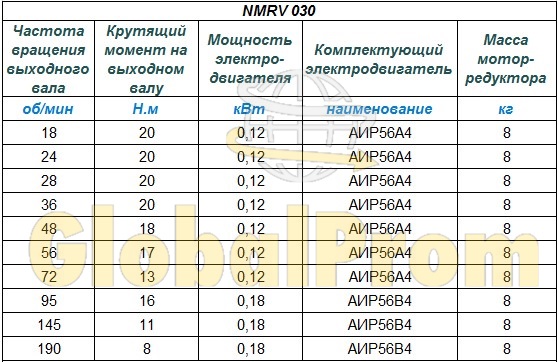 NMRV 030
Частота вращения выходного вала Крутящий момент на выходном валу Мощность электро-двигателя Комплектующий электродвигатель Масса мотор-редуктора
об/мин Н.м кВт наименование кг
18 20 0,12 АИР56А4 8
24 20 0,12 АИР56А4 8
28 20 0,12 АИР56А4 8
36 20 0,12 АИР56А4 8
48 18 0,12 АИР56А4 8
56 17 0,12 АИР56А4 8
72 13 0,12 АИР56А4 8
95 16 0,18 АИР56В4 8
145 11 0,18 АИР56В4 8
190 8 0,18 АИР56В4 8
GlobalProm